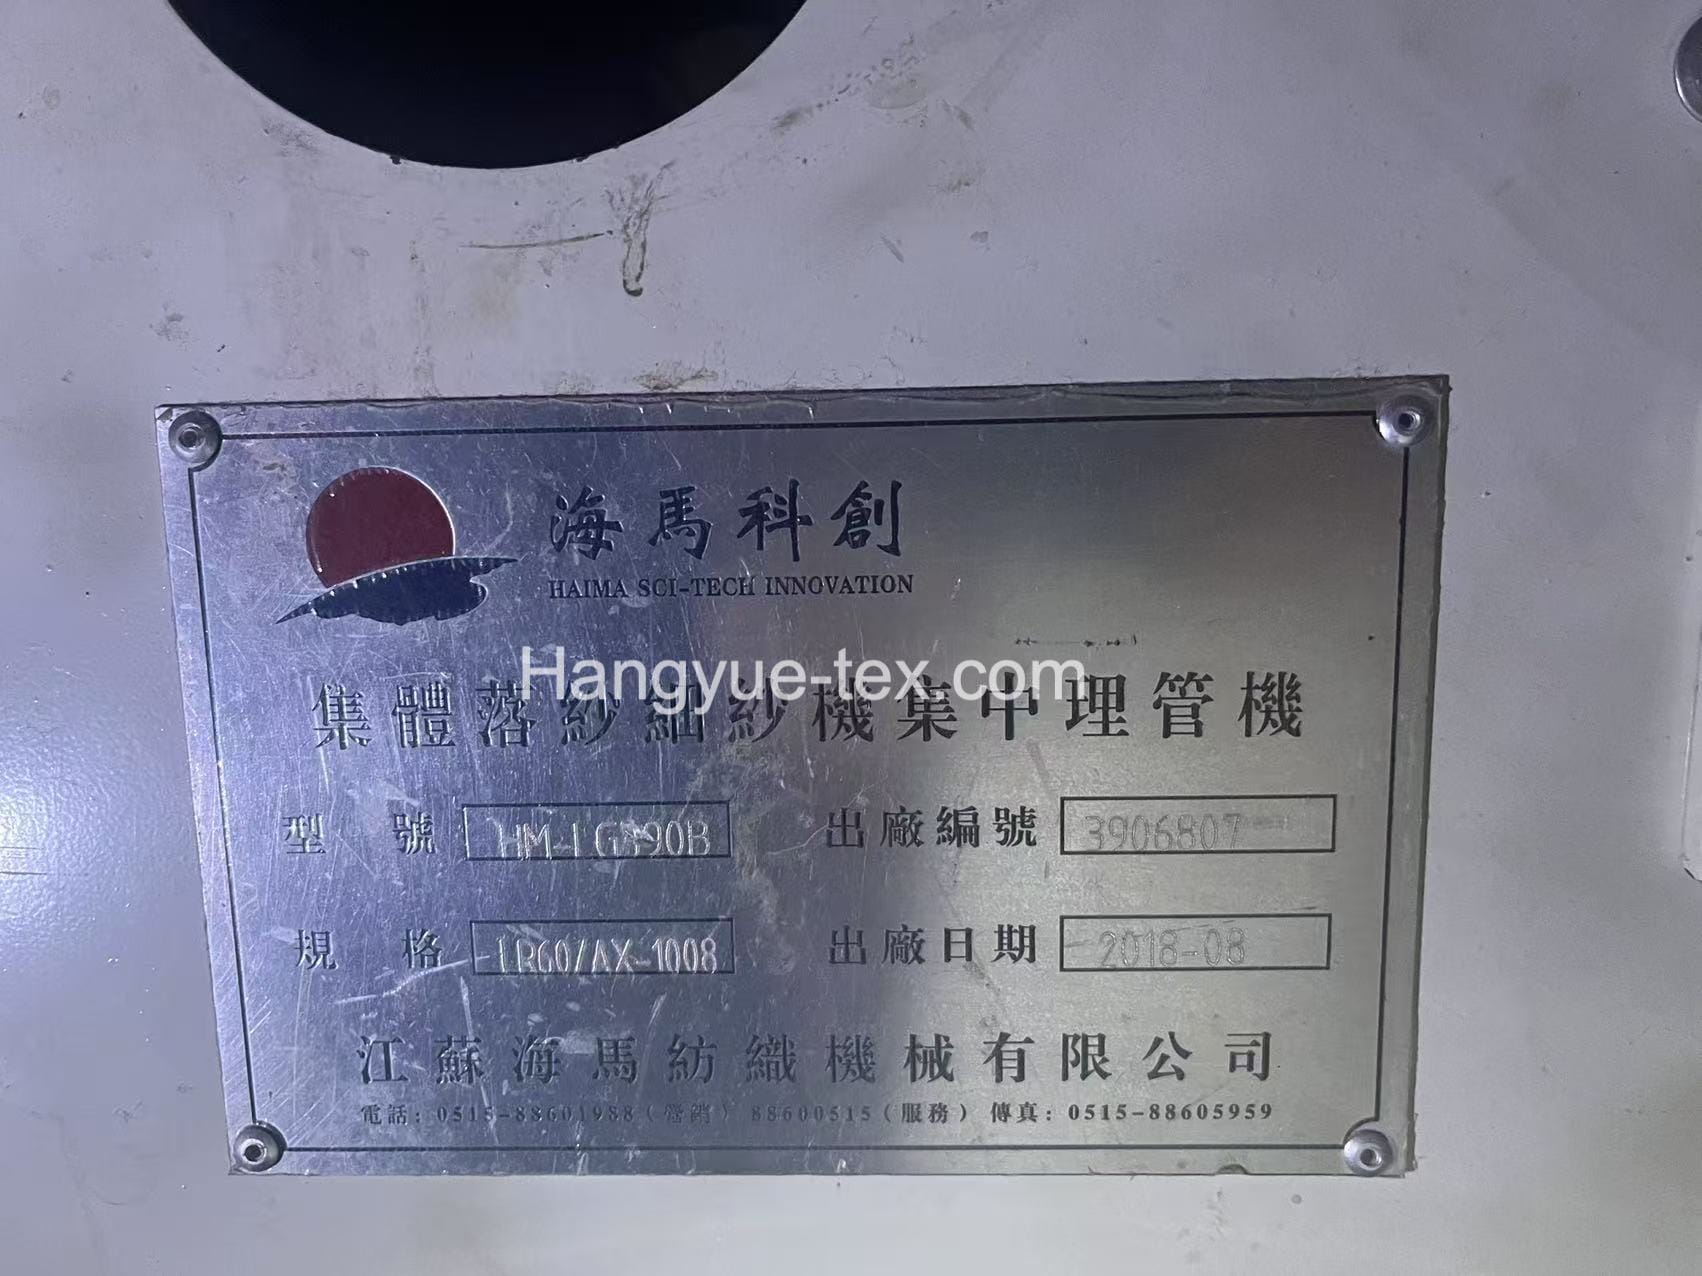 海馬科創
HAIMA SCI-TECH INNOVATION
Hangyue-tex.com
集體落紗細紗機集中理管機
型號 出廠編號 3906807
規格 LR60/AX-1008 出廠日期 2018-08
江蘇海馬紡織機械有限公司
電話: 0515-88601988(營銷) 88600515(服務) 傳真: 0515-88605959